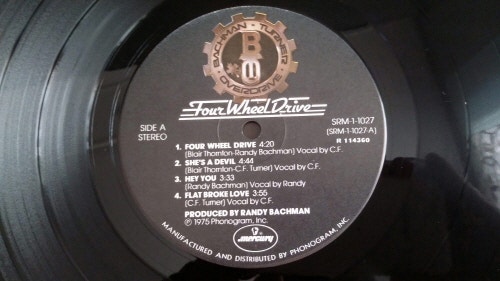 BACHMAN · TURNER
BTO
OVERDRIVE
Four Wheel Drive
SIDE A
STEREO
SRM-1-1027
(SRM-1-1027-A)
R 114360
1. FOUR WHEEL DRIVE 4:20
(Blair Thornton-Randy Bachman) Vocal by C.F.
2. SHE'S A DEVIL 4:44
(Blair Thornton-C.F. Turner) Vocal by C.F.
3. HEY YOU 3:33
(Randy Bachman) Vocal by Randy
4. FLAT BROKE LOVE 3:55
(C.F. Turner) Vocal by C.F.
PRODUCED BY RANDY BACHMAN
℗ 1975 Phonogram, Inc.
mercury
MANUFACTURED AND DISTRIBUTED BY PHONOGRAM, INC.